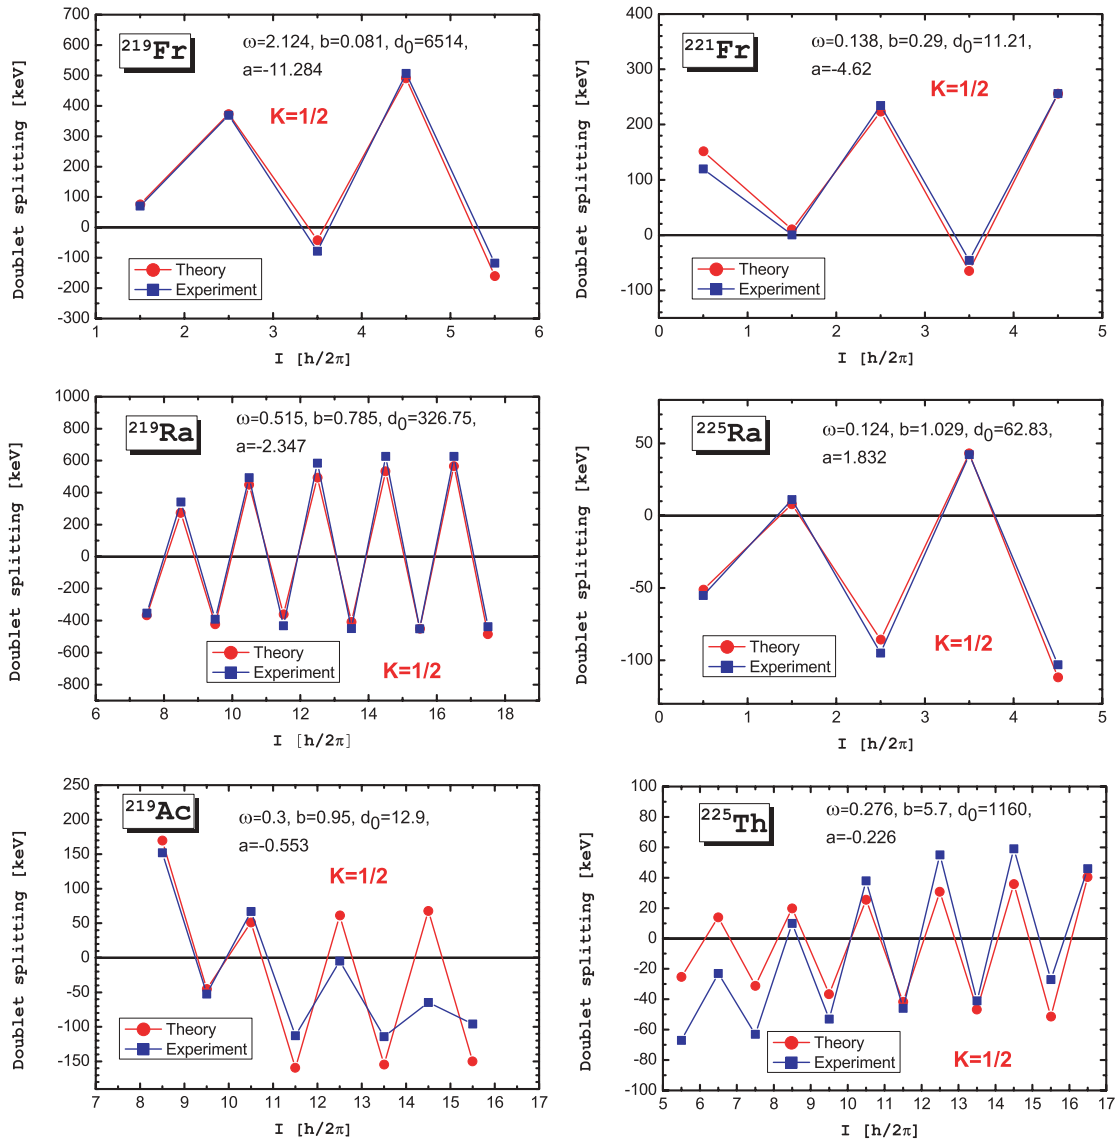 219Fr
ω=2.124, b=0.081, d0=6514,
a=-11.284
K=1/2
Theory
Experiment
Doublet splitting [keV]
700
600
500
400
300
200
100
0
-100
-200
-300
1 2 3 4 5 6
I [h/2π]
221Fr
ω=0.138, b=0.29, d0=11.21,
a=-4.62
K=1/2
Theory
Experiment
Doublet splitting [keV]
400
300
200
100
0
-100
0 1 2 3 4 5
I [h/2π]
219Ra
ω=0.515, b=0.785, d0=326.75,
a=-2.347
Theory
Experiment
K=1/2
Doublet splitting [keV]
1000
800
600
400
200
0
-200
-400
-600
-800
6 8 10 12 14 16 18
I [h/2π]
225Ra
ω=0.124, b=1.029, d0=62.83,
a=1.832
Theory
Experiment
K=1/2
Doublet splitting [keV]
50
0
-50
-100
0 1 2 3 4 5
I [h/2π]
219Ac
ω=0.3, b=0.95, d0=12.9,
a=-0.553
K=1/2
Theory
Experiment
Doublet splitting [keV]
250
200
150
100
50
0
-50
-100
-150
7 8 9 10 11 12 13 14 15 16 17
I [h/2π]
225Th
ω=0.276, b=5.7, d0=1160,
a=-0.226
Theory
Experiment
K=1/2
Doublet splitting [keV]
100
80
60
40
20
0
-20
-40
-60
-80
-100
5 6 7 8 9 10 11 12 13 14 15 16 17
I [h/2π]